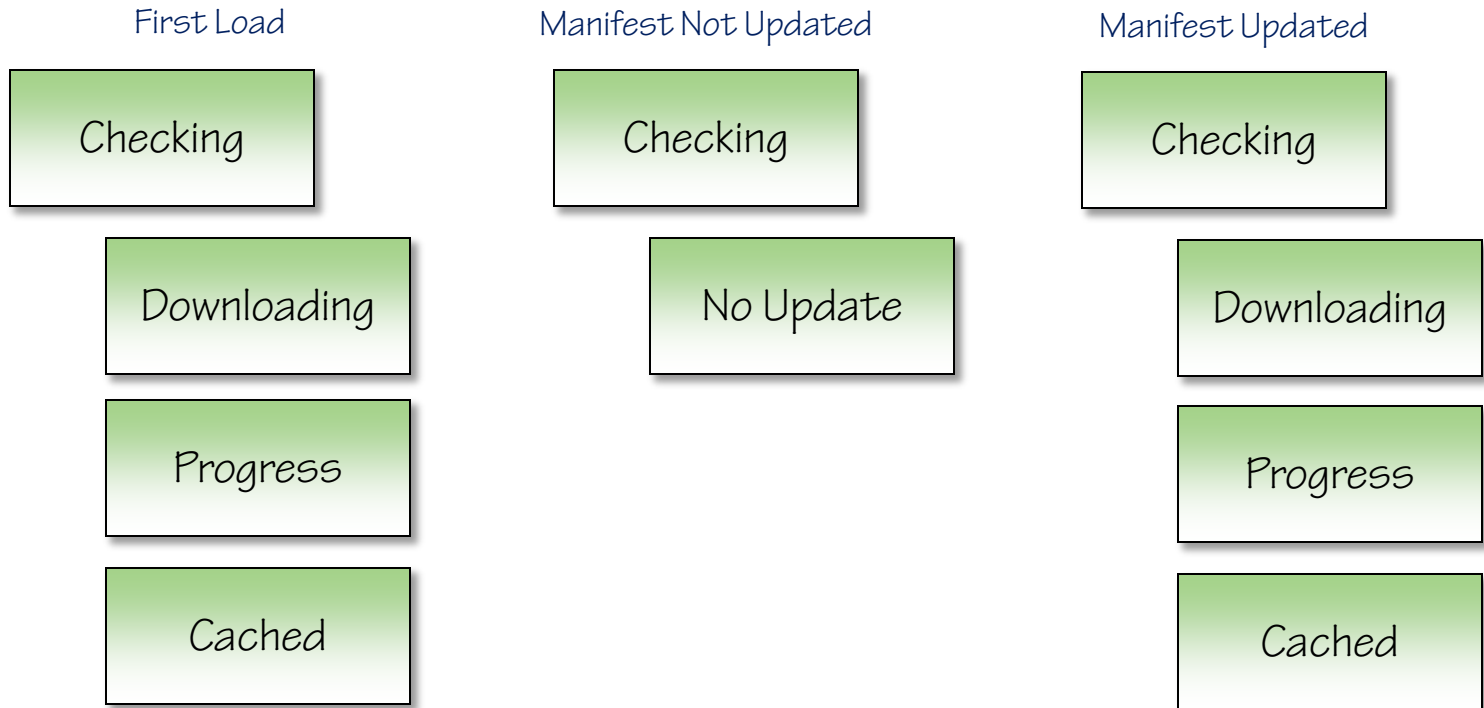 First Load
Checking
Downloading
Progress
Cached
Manifest Not Updated
Checking
No Update
Manifest Updated
Checking
Downloading
Progress
Cached